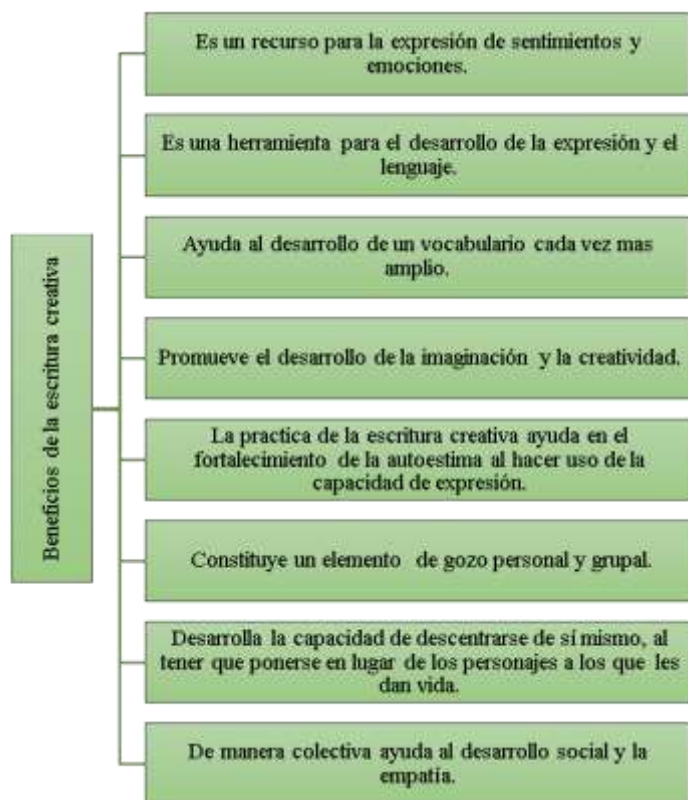 Beneficios de la escritura creativa
Es un recurso para la expresión de sentimientos y
emociones.
Es una herramienta para el desarrollo de la expresión y el
lenguaje.
Ayuda al desarrollo de un vocabulario cada vez mas
amplio.
Promueve el desarrollo de la imaginación y la creatividad.
La practica de la escritura creativa ayuda en el
fortalecimiento de la autoestima al hacer uso de la
capacidad de expresión.
Constituye un elemento de gozo personal y grupal.
Desarrolla la capacidad de descentrarse de sí mismo, al
tener que ponerse en lugar de los personajes a los que les
dan vida.
De manera colectiva ayuda al desarrollo social y la
empatía.